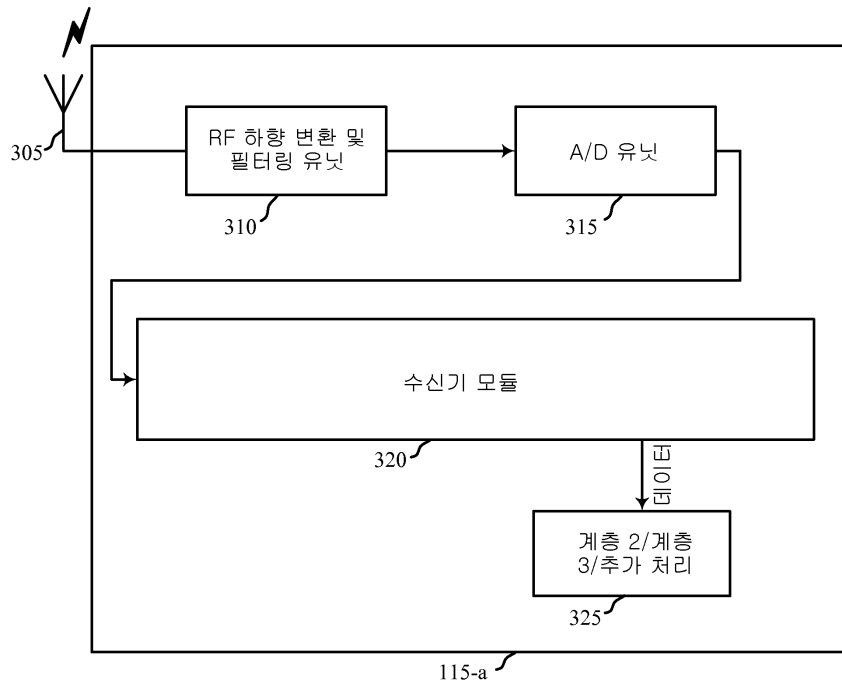 305
RF 하향 변환 및
필터링 유닛
310
A/D 유닛
315
수신기 모듈
320
데이터
계층 2/계층
3/추가 처리
325
115-a